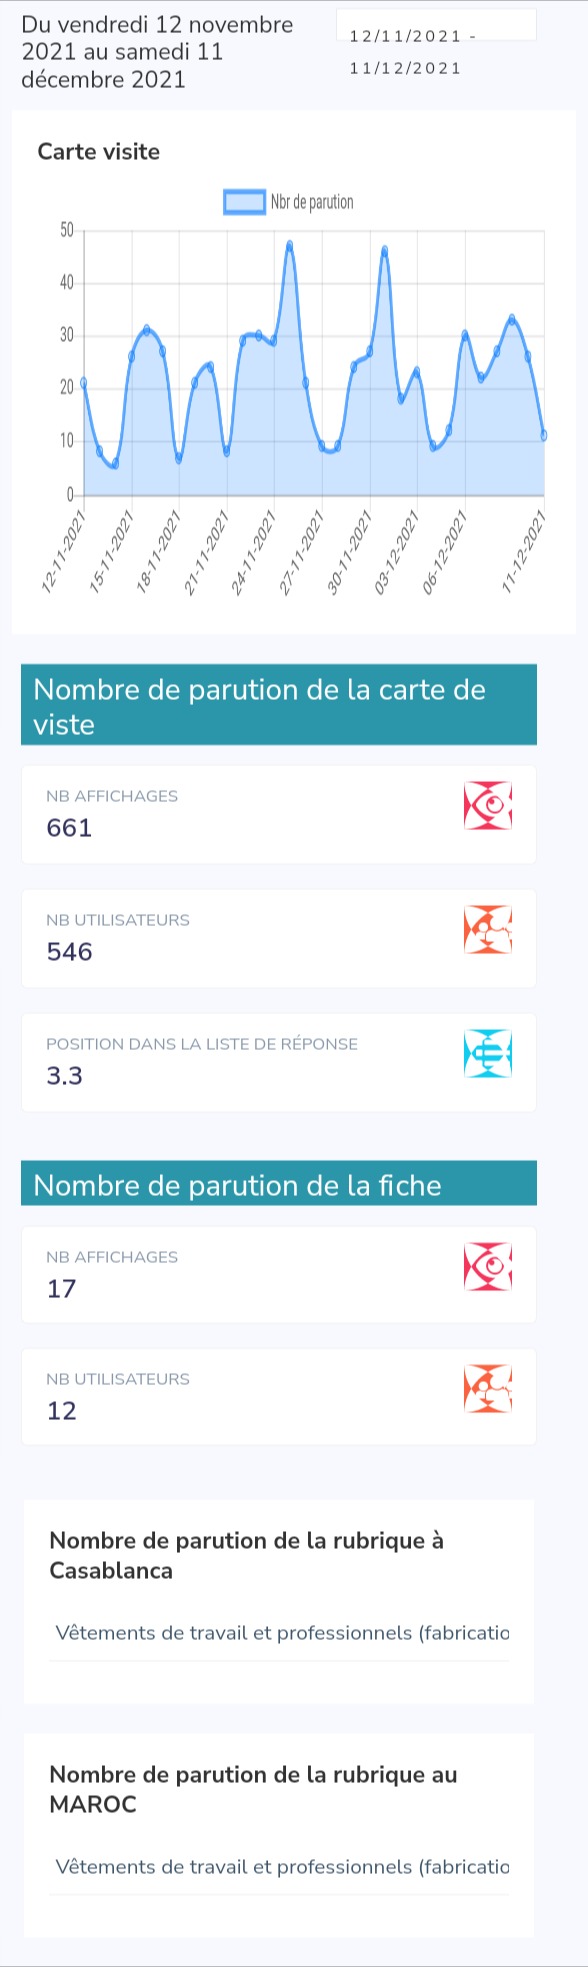 Du vendredi 12 novembre
2021 au samedi 11
décembre 2021
12/11/2021 -
11/12/2021
Carte visite
Nbr de parution
50
40
30
20
10
0
12-11-2021
15-11-2021
18-11-2021
21-11-2021
24-11-2021
27-11-2021
30-11-2021
03-12-2021
06-12-2021
11-12-2021
Nombre de parution de la carte de
viste
NB AFFICHAGES
661
NB UTILISATEURS
546
POSITION DANS LA LISTE DE RÉPONSE
3.3
Nombre de parution de la fiche
NB AFFICHAGES
17
NB UTILISATEURS
12
Nombre de parution de la rubrique à
Casablanca
Vêtements de travail et professionnels (fabricatio
Nombre de parution de la rubrique au
MAROC
Vêtements de travail et professionnels (fabricatio